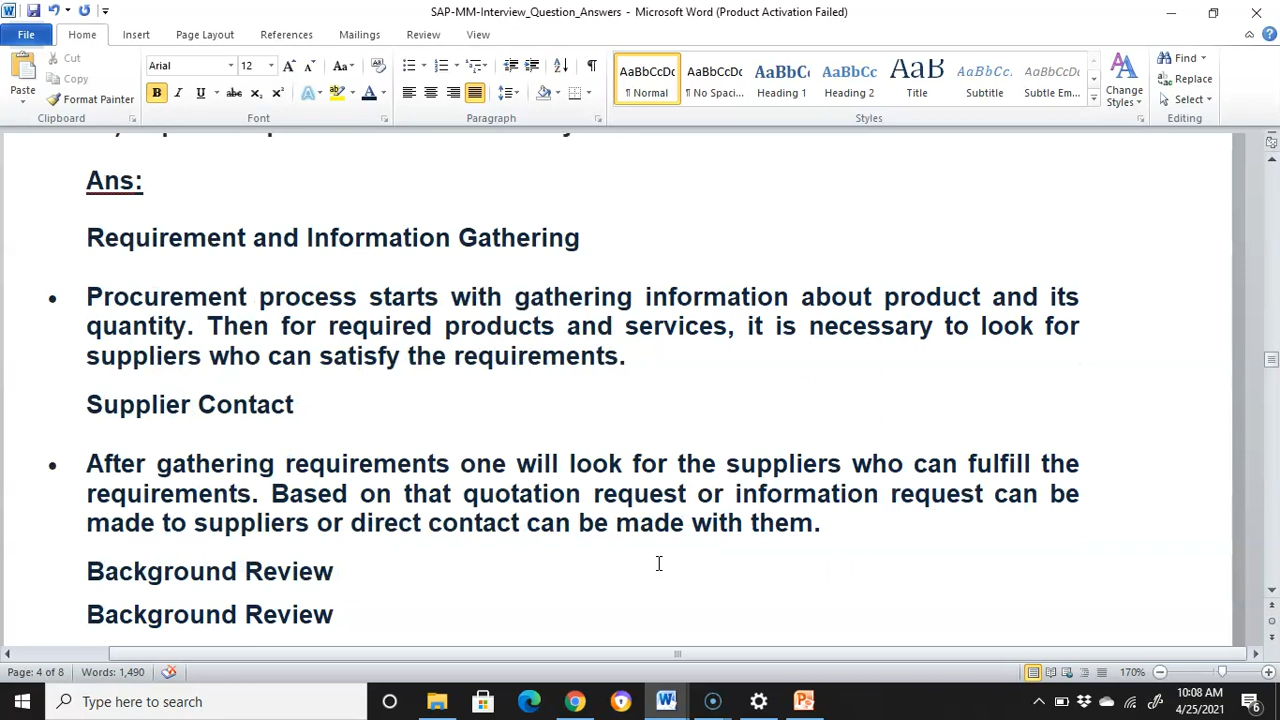 SAP-MM-Interview_Question_Answers - Microsoft Word (Product Activation Failed)
File Home Insert Page Layout References Mailings Review View
Paste
Cut
Copy
Format Painter
Clipboard
Arial 12
Font
Paragraph
AaBbCcDc AaBbCcDc AaBbC AaBbCc AaB AaBbCcDc AaBbCcDc
¶ Normal ¶ No Spaci... Heading 1 Heading 2 Title Subtitle Subtle Em...
Change Styles
Styles
Find
Replace
Select
Editing
Ans:
Requirement and Information Gathering
• Procurement process starts with gathering information about product and its
quantity. Then for required products and services, it is necessary to look for
suppliers who can satisfy the requirements.
Supplier Contact
• After gathering requirements one will look for the suppliers who can fulfill the
requirements. Based on that quotation request or information request can be
made to suppliers or direct contact can be made with them.
Background Review
Background Review
Page: 4 of 8 Words: 1,490 170%
Type here to search
10:08 AM
4/25/2021
6